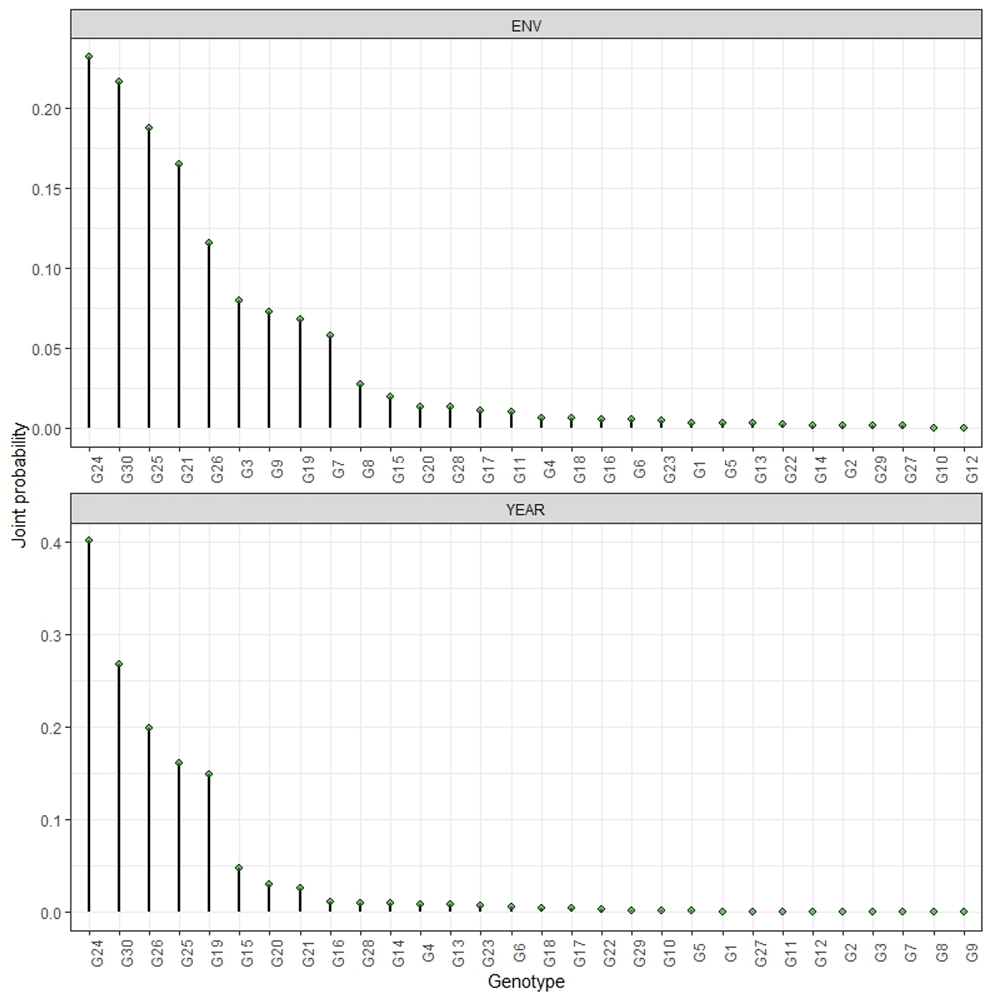 ENV
0.20
0.15
0.10
0.05
0.00
G24 G30 G25 G21 G26 G3 G9 G19 G7 G8 G15 G20 G28 G17 G11 G4 G18 G16 G6 G23 G1 G5 G13 G22 G14 G2 G29 G27 G10 G12
Joint probability
YEAR
0.4
0.3
0.2
0.1
0.0
G24 G30 G26 G25 G19 G15 G20 G21 G16 G28 G14 G4 G13 G23 G6 G18 G17 G22 G29 G10 G5 G1 G27 G11 G12 G2 G3 G7 G8 G9
Genotype